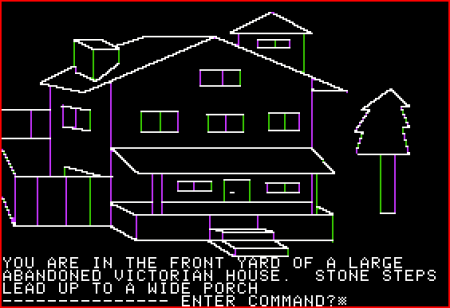 YOU ARE IN THE FRONT YARD OF A LARGE
ABANDONED VICTORIAN HOUSE.  STONE STEPS
LEAD UP TO A WIDE PORCH
---------------- ENTER COMMAND?※